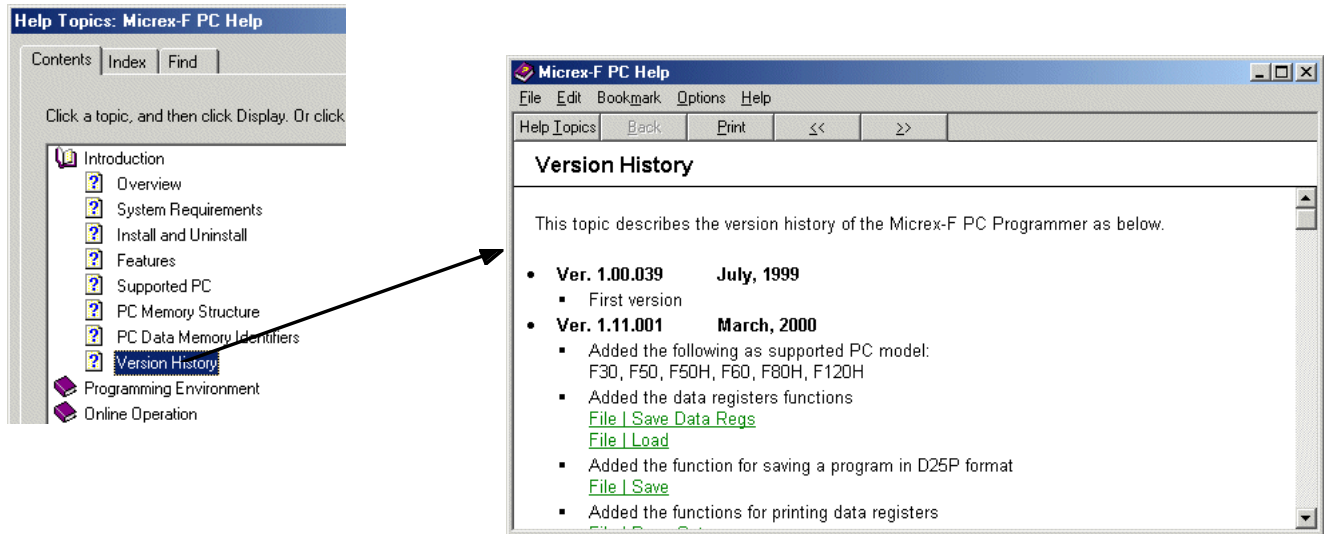 Help Topics: Micrex-F PC Help
Contents Index Find
Click a topic, and then click Display. Or click
Introduction
Overview
System Requirements
Install and Uninstall
Features
Supported PC
PC Memory Structure
PC Data Memory Identifiers
Version History
Programming Environment
Online Operation
Micrex-F PC Help
File Edit Bookmark Options Help
Help Topics Back Print << >>
Version History
This topic describes the version history of the Micrex-F PC Programmer as below.
• Ver. 1.00.039 July, 1999
▪ First version
• Ver. 1.11.001 March, 2000
▪ Added the following as supported PC model:
F30, F50, F50H, F60, F80H, F120H
▪ Added the data registers functions
File | Save Data Regs
File | Load
▪ Added the function for saving a program in D25P format
File | Save
▪ Added the functions for printing data registers